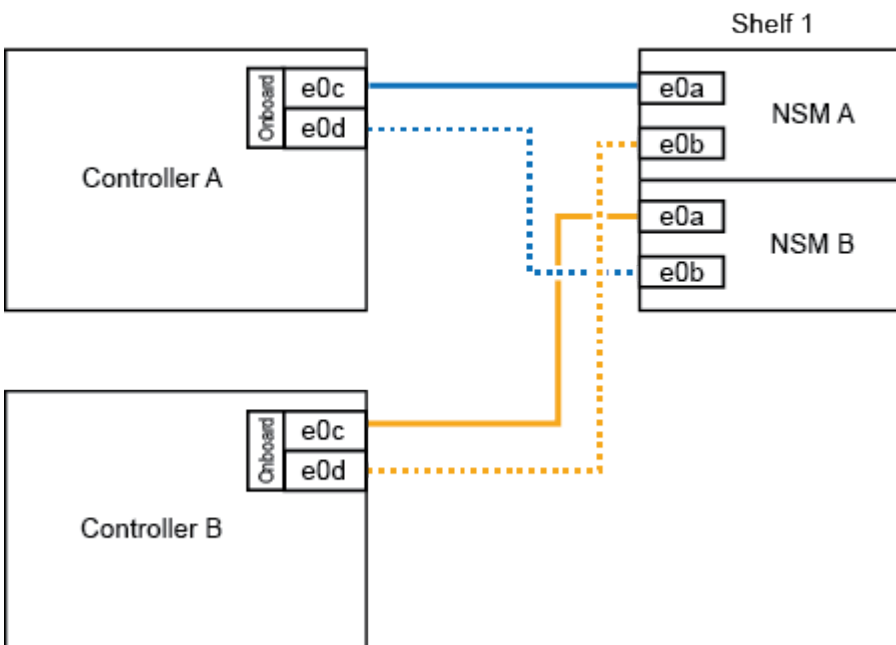 Shelf 1
Onboard
e0c
e0d
Controller A
e0a
e0b
NSM A
e0a
e0b
NSM B
Onboard
e0c
e0d
Controller B